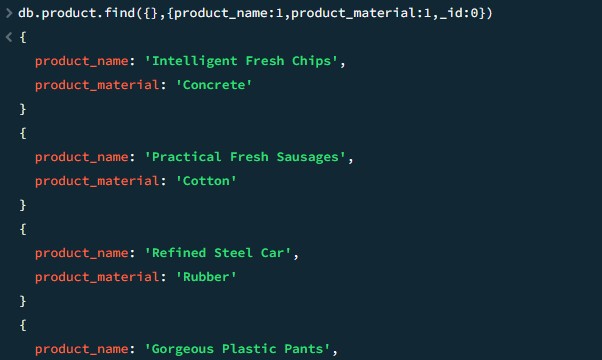 > db.product.find({},{product_name:1,product_material:1,_id:0})
< {
product_name: 'Intelligent Fresh Chips',
product_material: 'Concrete'
}
{
product_name: 'Practical Fresh Sausages',
product_material: 'Cotton'
}
{
product_name: 'Refined Steel Car',
product_material: 'Rubber'
}
{
product_name: 'Gorgeous Plastic Pants',